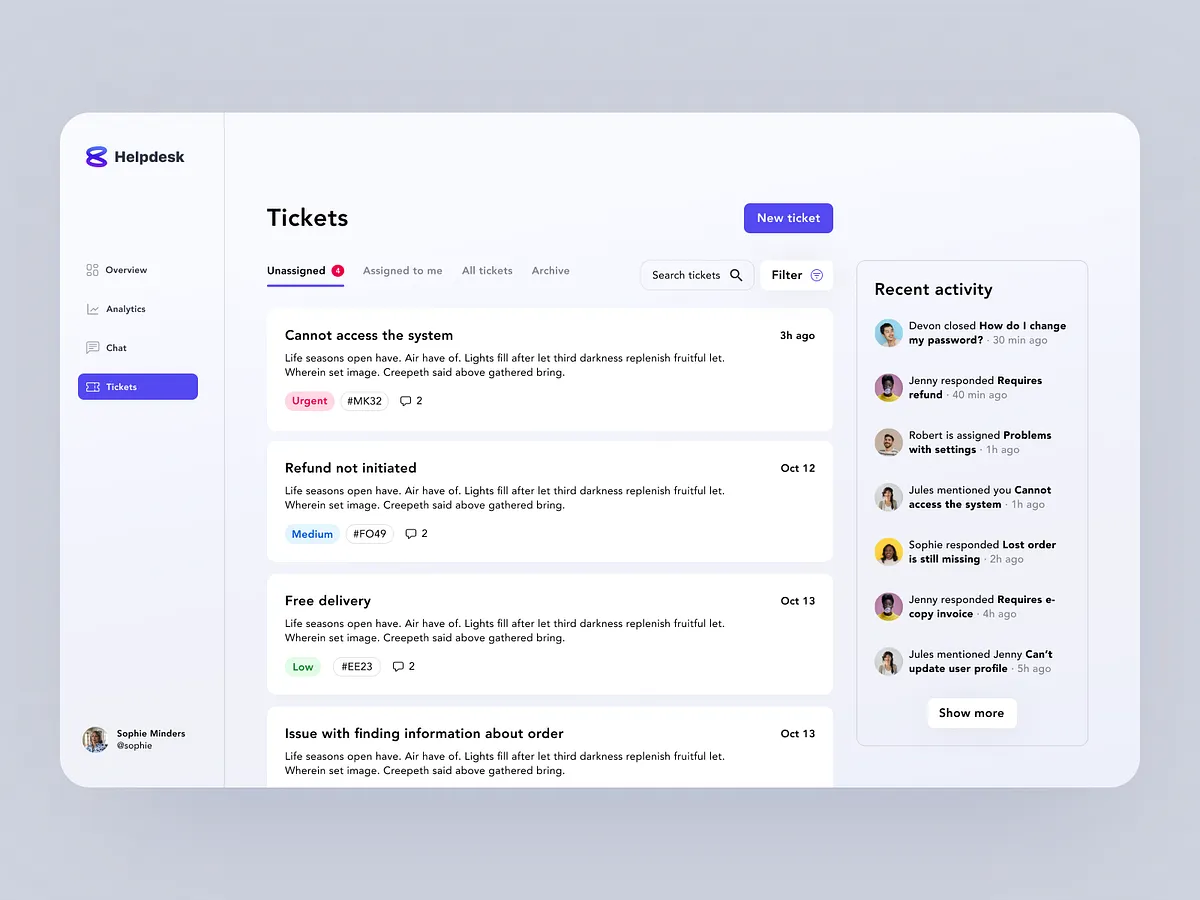 Helpdesk
Overview
Analytics
Chat
Tickets
Sophie Minders
@sophie
Tickets
New ticket
Unassigned 4
Assigned to me
All tickets
Archive
Search tickets
Filter
Cannot access the system
3h ago
Life seasons open have. Air have of. Lights fill after let third darkness replenish fruitful let.
Wherein set image. Creepeth said above gathered bring.
Urgent
#MK32
2
Refund not initiated
Oct 12
Life seasons open have. Air have of. Lights fill after let third darkness replenish fruitful let.
Wherein set image. Creepeth said above gathered bring.
Medium
#FO49
2
Free delivery
Oct 13
Life seasons open have. Air have of. Lights fill after let third darkness replenish fruitful let.
Wherein set image. Creepeth said above gathered bring.
Low
#EE23
2
Issue with finding information about order
Oct 13
Life seasons open have. Air have of. Lights fill after let third darkness replenish fruitful let.
Wherein set image. Creepeth said above gathered bring.
Recent activity
Devon closed How do I change
my password? · 30 min ago
Jenny responded Requires
refund · 40 min ago
Robert is assigned Problems
with settings · 1h ago
Jules mentioned you Cannot
access the system · 1h ago
Sophie responded Lost order
is still missing · 2h ago
Jenny responded Requires e-
copy invoice · 4h ago
Jules mentioned Jenny Can’t
update user profile · 5h ago
Show more